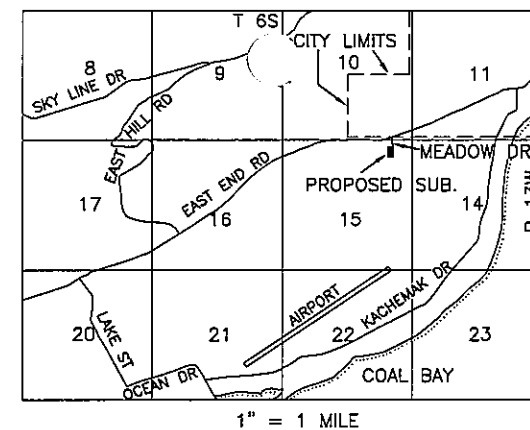 T 6S
CITY LIMITS
8
9
10
11
SKY LINE DR
EAST HILL RD
MEADOW DR
PROPOSED SUB.
EAST END RD
17
16
15
14
R 13W
AIRPORT
KACHEMAK DR
LAKE ST
20
21
22
23
OCEAN DR
COAL BAY
1" = 1 MILE